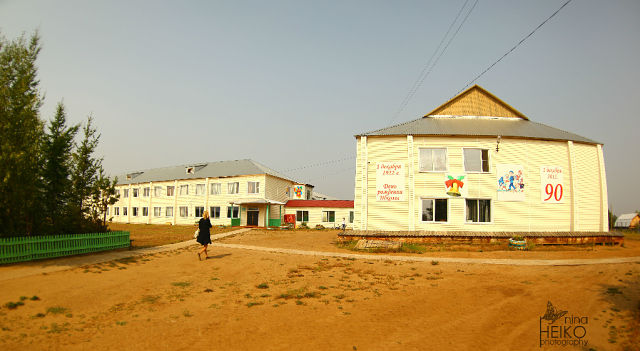 1 декабря
1922 г.
День
рождения
Школы
1 декабря
2012
90
nina
HEIKO
photography